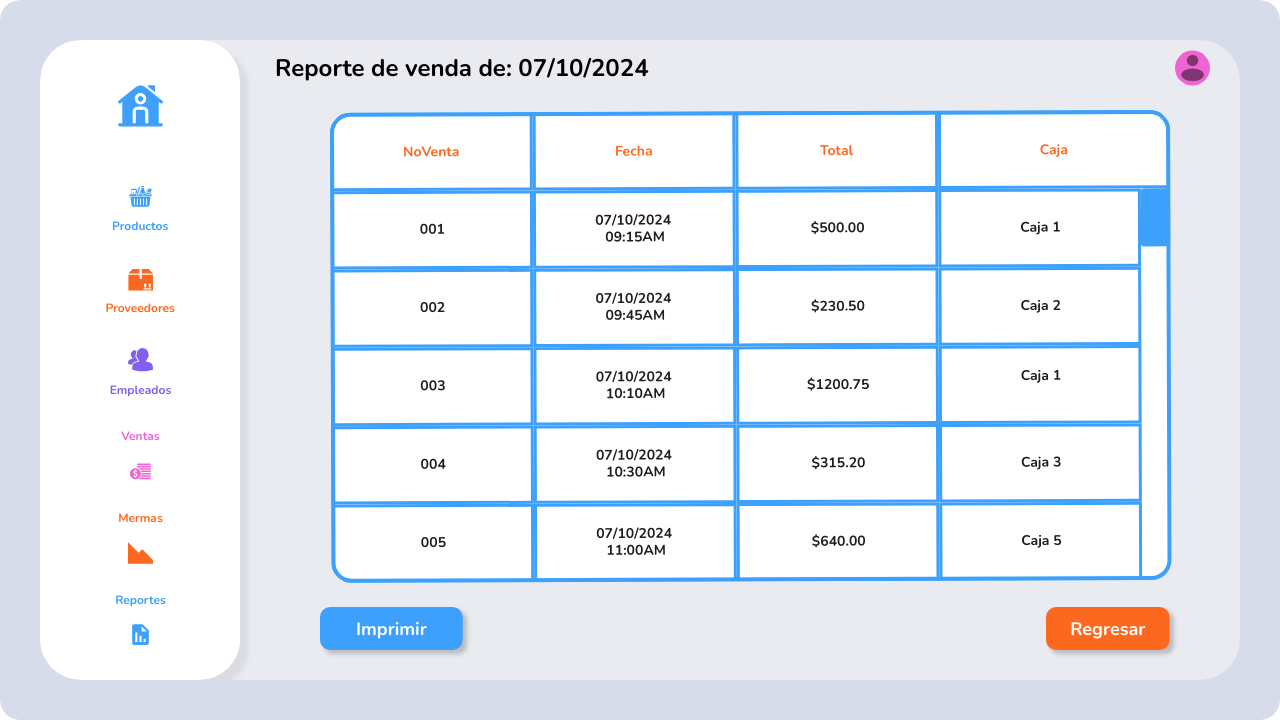 Reporte de venda de: 07/10/2024
Productos
Proveedores
Empleados
Ventas
$
Mermas
Reportes
NoVenta Fecha Total Caja
001 07/10/2024 09:15AM $500.00 Caja 1
002 07/10/2024 09:45AM $230.50 Caja 2
003 07/10/2024 10:10AM $1200.75 Caja 1
004 07/10/2024 10:30AM $315.20 Caja 3
005 07/10/2024 11:00AM $640.00 Caja 5
Imprimir
Regresar